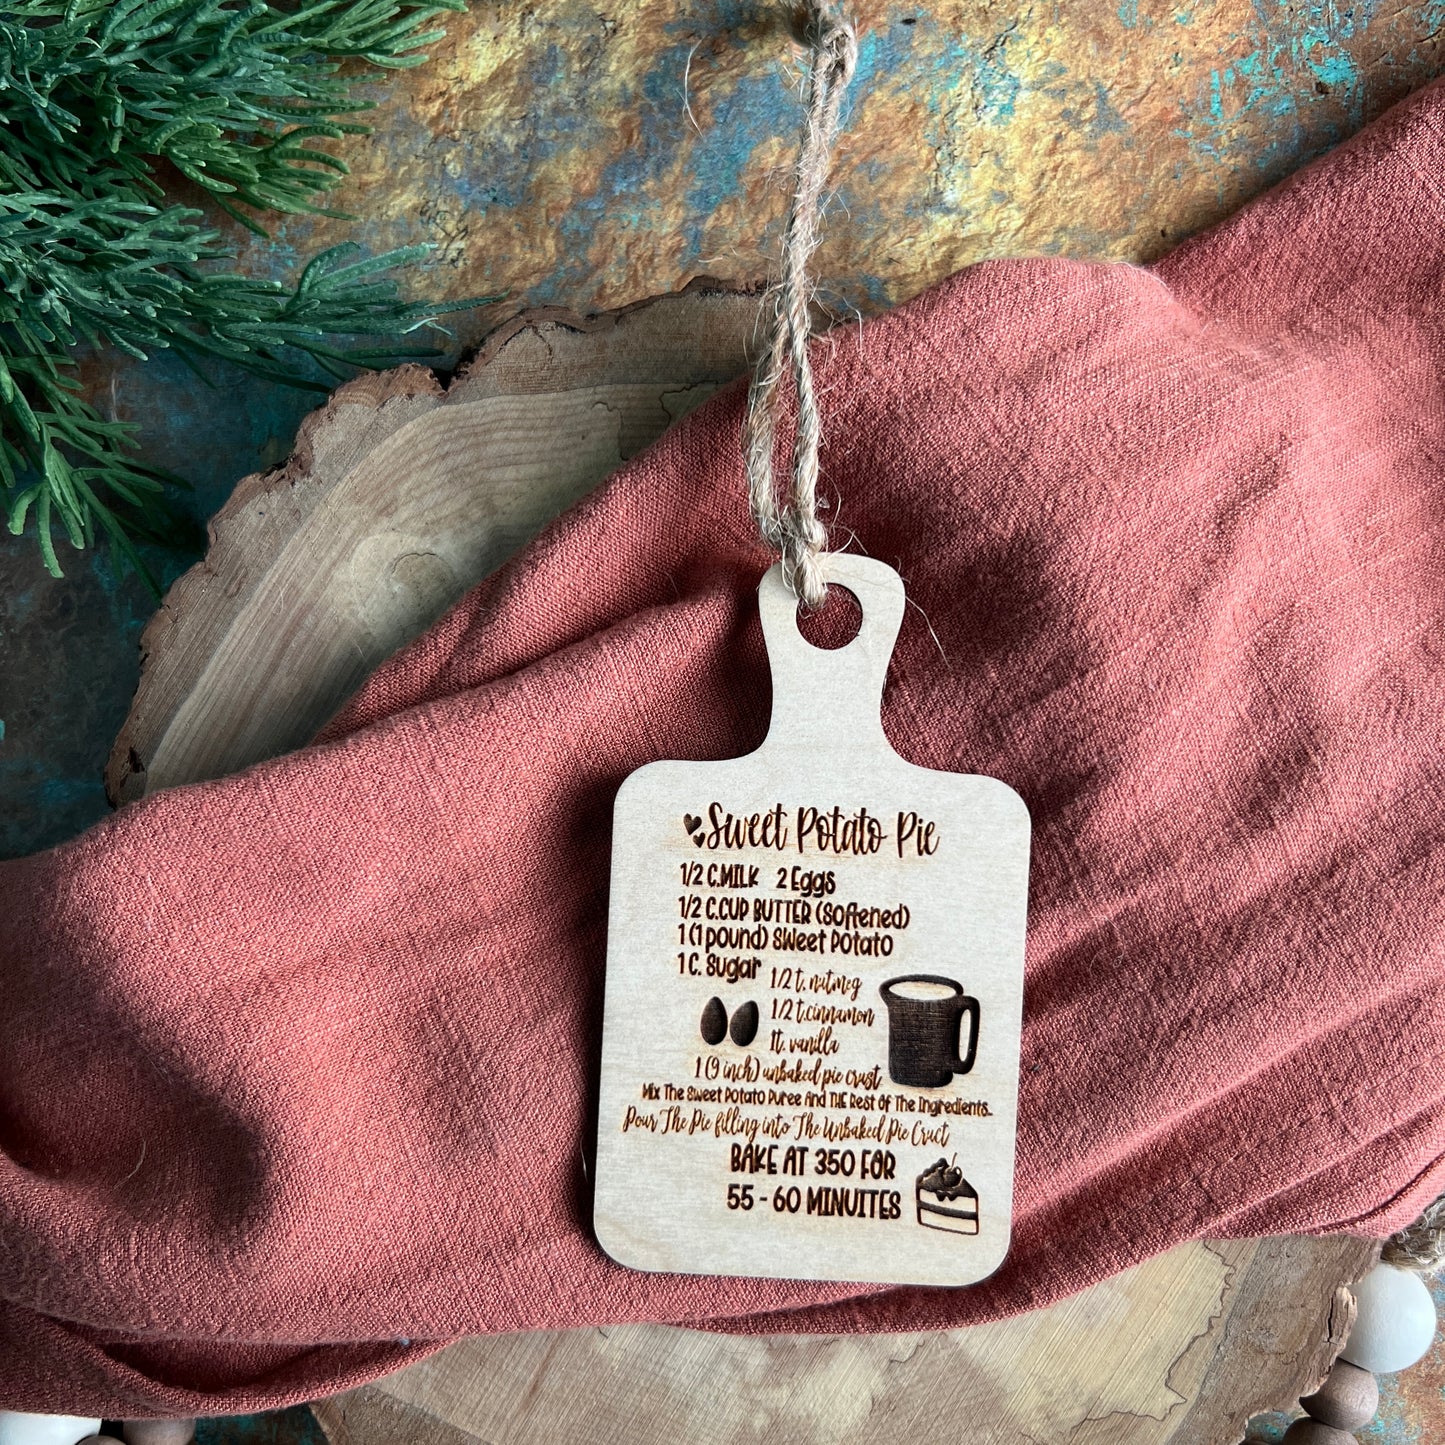 Sweet Potato Pie
1/2 C.MILK 2 Eggs
1/2 C.CUP BUTTER (Softened)
1 (1 pound) Sweet Potato
1 C. Sugar
1/2 t. nutmeg
1/2 t.cinnamon
1t. vanilla
1 (9 inch) unbaked pie crust
Mix The Sweet Potato Puree And THE Rest Of The Ingredients..
Pour The Pie filling into The Unbaked Pie Cruct
BAKE AT 350 FOR
55 - 60 MINUITES